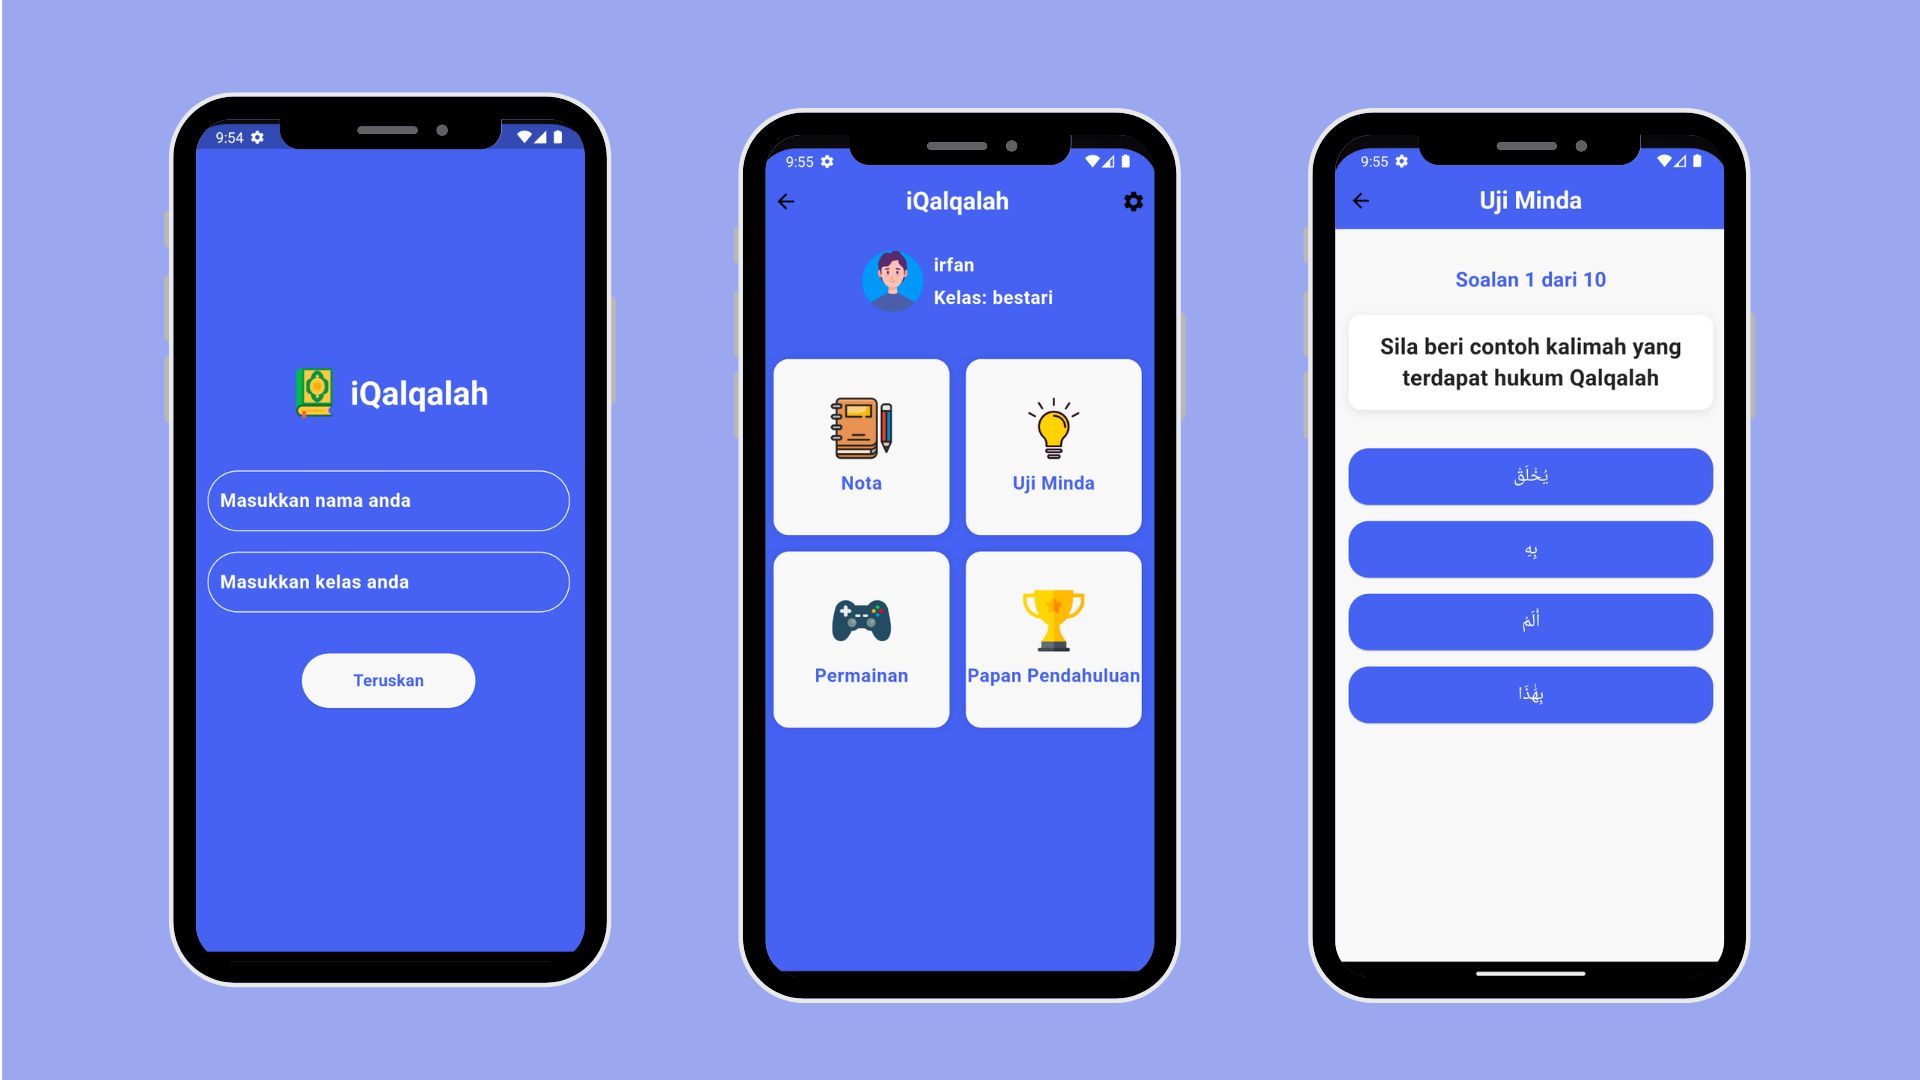 9:54
iQalqalah
Masukkan nama anda
Masukkan kelas anda
Teruskan
9:55
iQalqalah
irfan
Kelas: bestari
Nota
Uji Minda
Permainan
Papan Pendahuluan
9:55
Uji Minda
Soalan 1 dari 10
Sila beri contoh kalimah yang
terdapat hukum Qalqalah
يُخْلَقْ
بِهِ
أَلَمْ
بِهَٰذَا